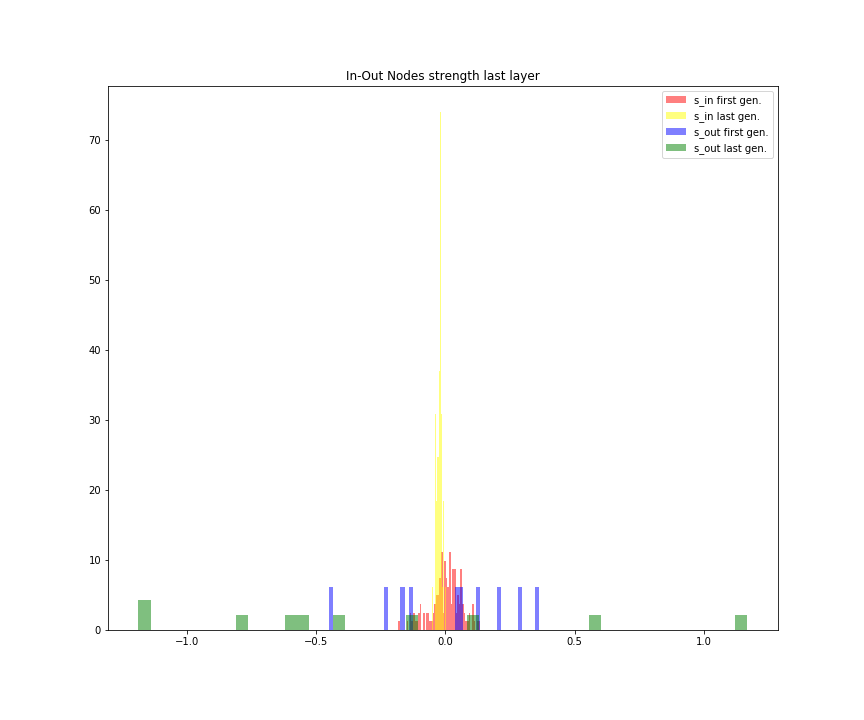 In-Out Nodes strength last layer
s_in first gen.
s_in last gen.
s_out first gen.
s_out last gen.
70
60
50
40
30
20
10
0
−1.0 −0.5 0.0 0.5 1.0